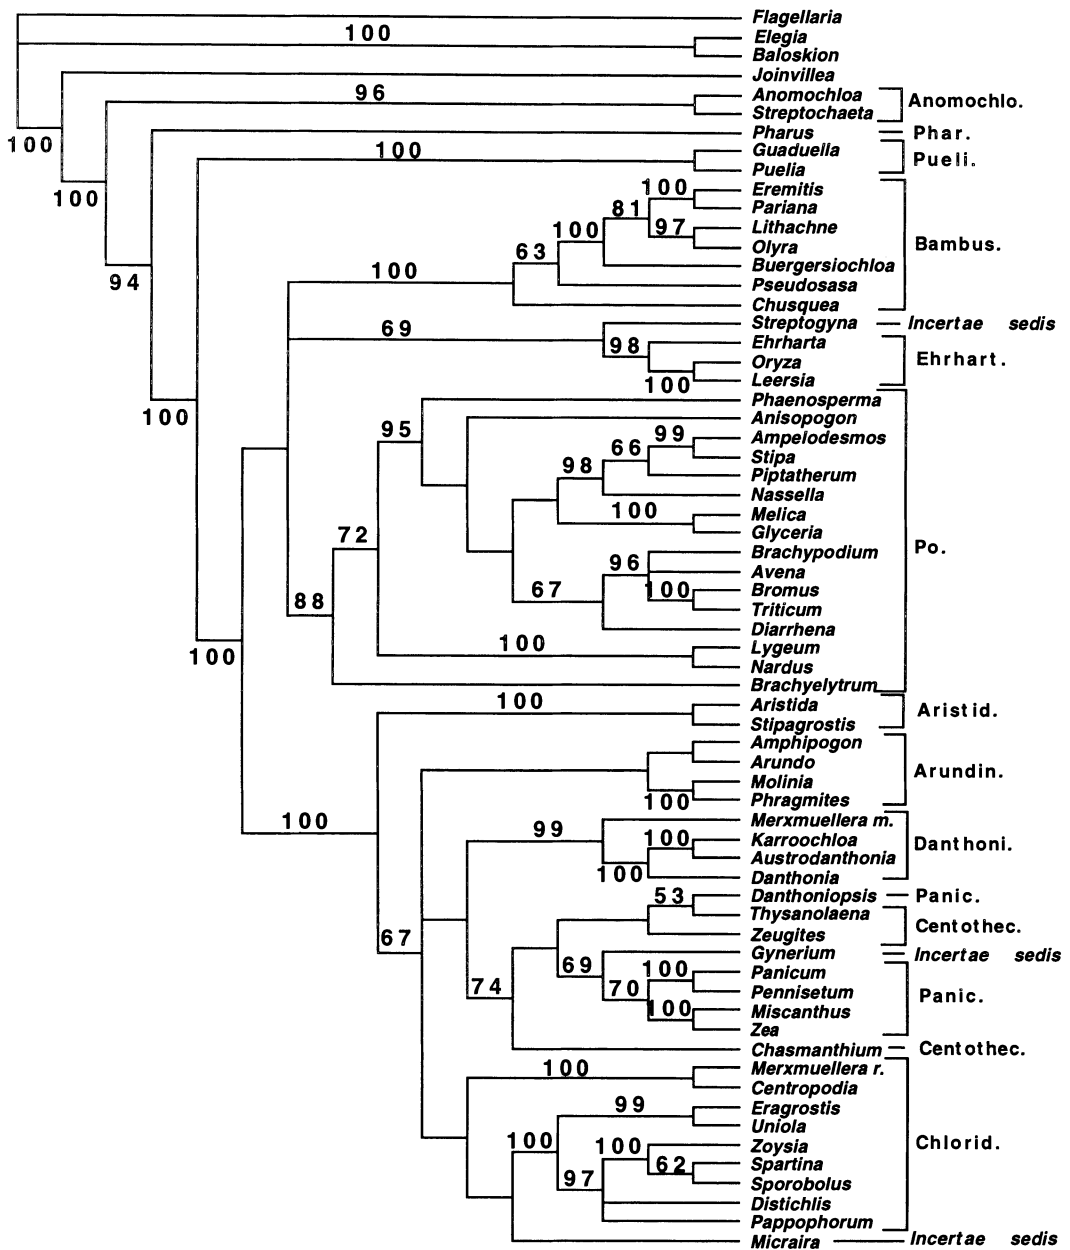 Flagellaria
100
Elegia
Baloskion
Joinvillea
96
Anomochloa
Anomochlo.
Streptochaeta
Pharus
Phar.
100
100
Guaduella
Pueli.
Puelia
100
100
Eremitis
81
Pariana
97
Lithachne
100
Olyra
Bambus.
63
Buergersiochloa
94
100
Pseudosasa
Chusquea
69
Streptogyna
Incertae sedis
98
Ehrharta
Oryza
Ehrhart.
100
Leersia
Phaenosperma
100
95
Anisopogon
99
Ampelodesmos
66
Stipa
98
Piptatherum
Nassella
100
Melica
Glyceria
72
Brachypodium
Po.
96
Avena
67
100
Bromus
88
Triticum
Diarrhena
100
Lygeum
100
Nardus
Brachyelytrum
100
Aristida
Aristid.
Stipagrostis
Amphipogon
Arundo
Arundin.
Molinia
100
Phragmites
100
99
Merxmuellera m.
100
Karroochloa
Danthoni.
Austrodanthonia
100
Danthonia
53
Danthoniopsis
Panic.
Thysanolaena
Centothec.
67
Zeugites
Gynerium
Incertae sedis
69
100
Panicum
74
70
Pennisetum
Panic.
100
Miscanthus
Zea
Chasmanthium
Centothec.
100
Merxmuellera r.
Centropodia
99
Eragrostis
Uniola
100
100
Zoysia
Chlorid.
62
Spartina
97
Sporobolus
Distichlis
Pappophorum
Micraira
Incertae sedis